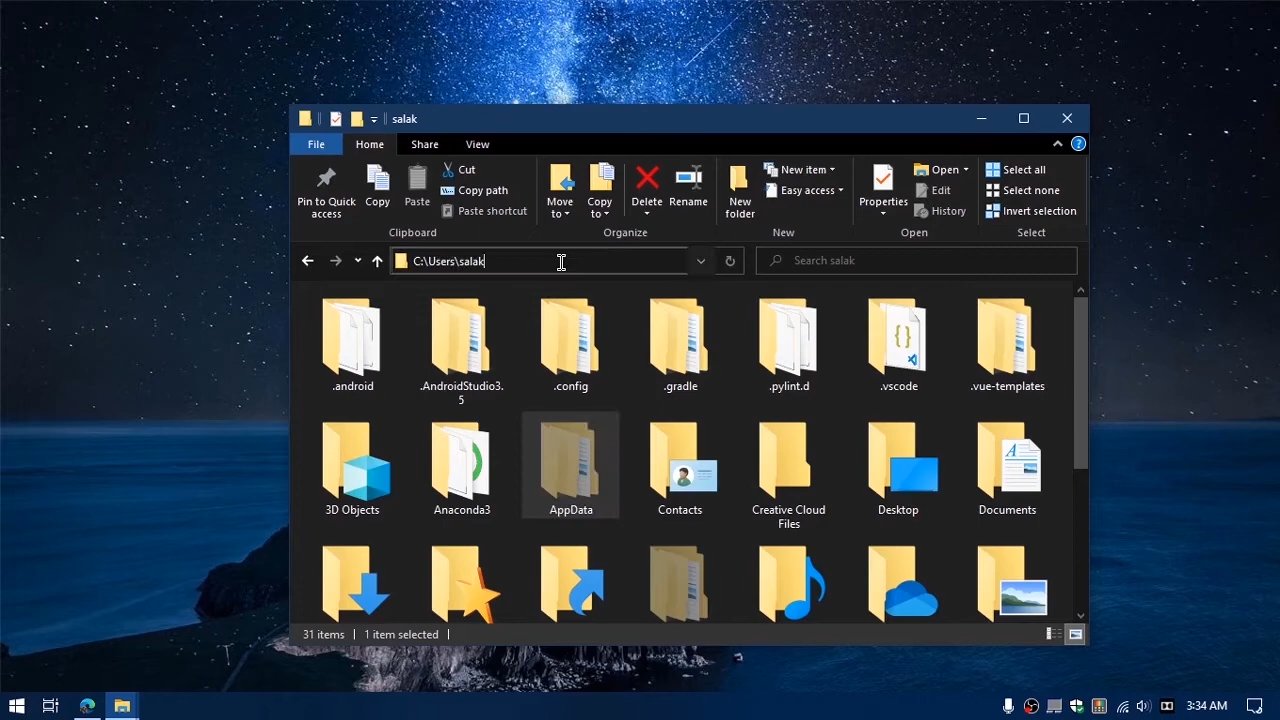 salak
File Home Share View
Pin to Quick access
Copy
Paste
Cut
Copy path
Paste shortcut
Clipboard
Move to
Copy to
Delete
Rename
Organize
New folder
New item
Easy access
New
Properties
Open
Edit
History
Open
Select all
Select none
Invert selection
Select
C:\Users\salak
Search salak
.android
.AndroidStudio3.
5
.config
.gradle
.pylint.d
.vscode
.vue-templates
3D Objects
Anaconda3
AppData
Contacts
Creative Cloud
Files
Desktop
Documents
31 items 1 item selected
3:34 AM